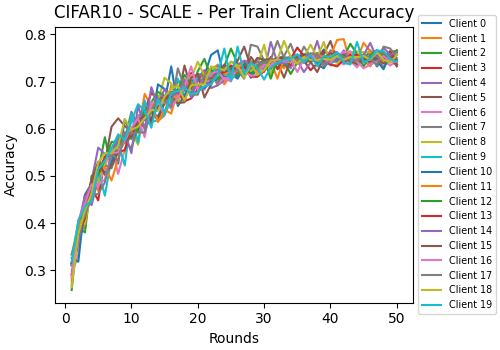 CIFAR10 - SCALE - Per Train Client Accuracy
Accuracy
0.8
0.7
0.6
0.5
0.4
0.3
0 10 20 30 40 50
Rounds
Client 0
Client 1
Client 2
Client 3
Client 4
Client 5
Client 6
Client 7
Client 8
Client 9
Client 10
Client 11
Client 12
Client 13
Client 14
Client 15
Client 16
Client 17
Client 18
Client 19